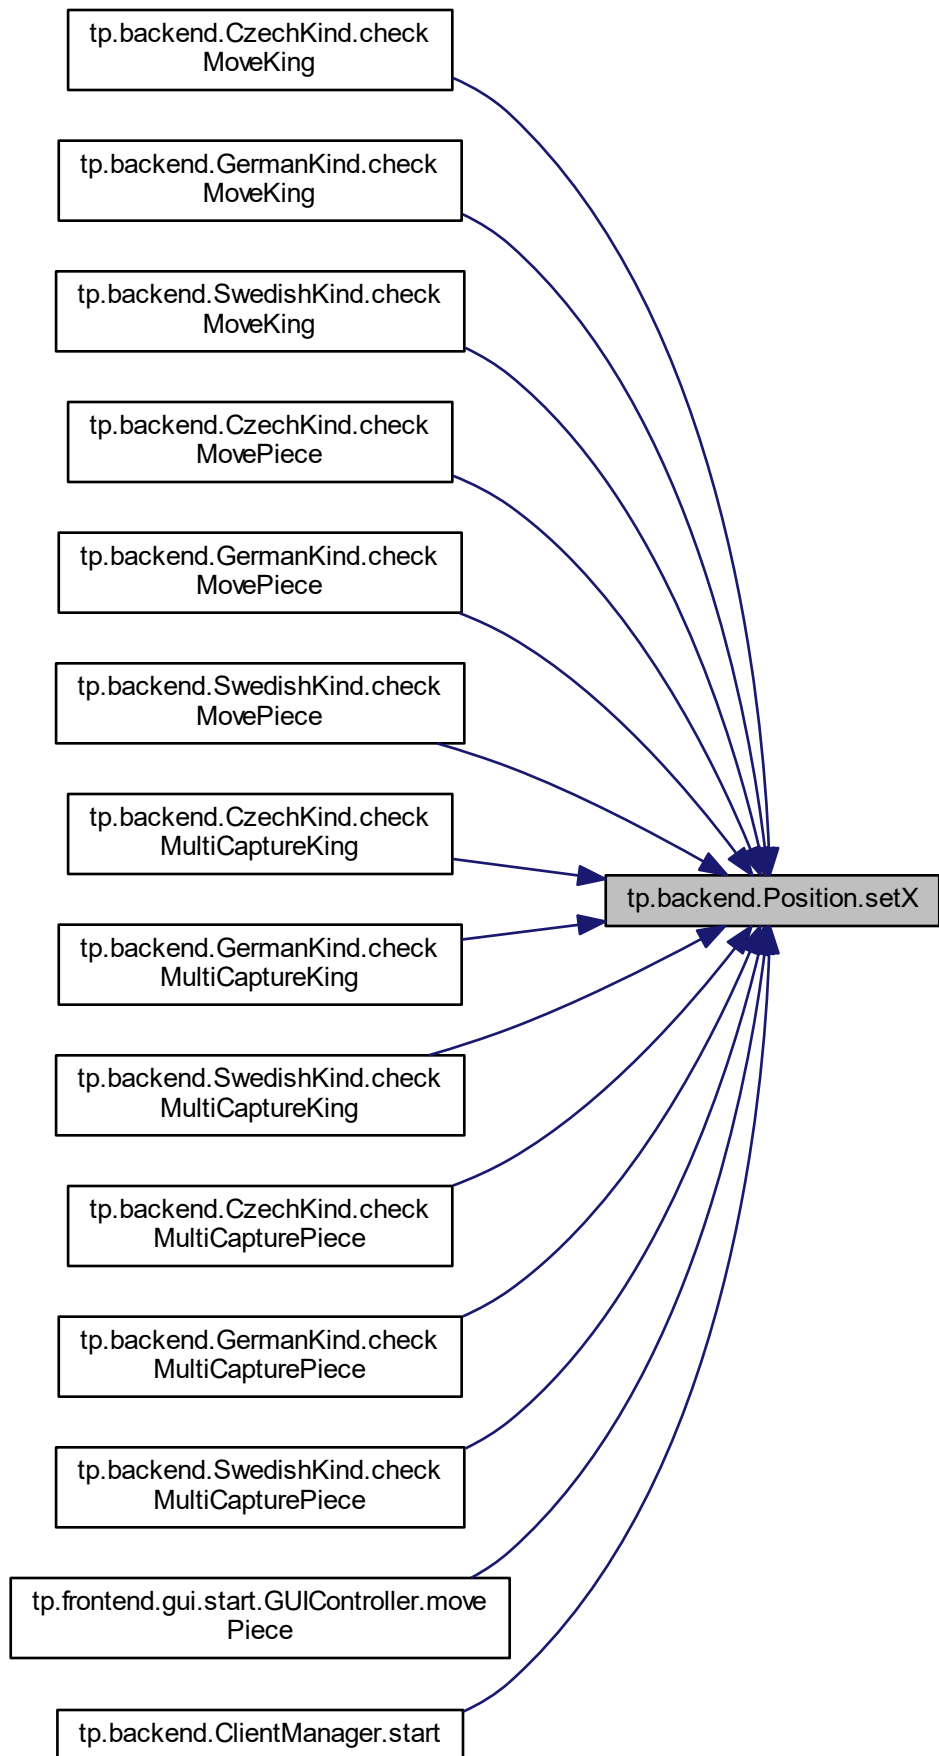 tp.backend.CzechKind.check
MoveKing
tp.backend.GermanKind.check
MoveKing
tp.backend.SwedishKind.check
MoveKing
tp.backend.CzechKind.check
MovePiece
tp.backend.GermanKind.check
MovePiece
tp.backend.SwedishKind.check
MovePiece
tp.backend.CzechKind.check
MultiCaptureKing
tp.backend.Position.setX
tp.backend.GermanKind.check
MultiCaptureKing
tp.backend.SwedishKind.check
MultiCaptureKing
tp.backend.CzechKind.check
MultiCapturePiece
tp.backend.GermanKind.check
MultiCapturePiece
tp.backend.SwedishKind.check
MultiCapturePiece
tp.frontend.gui.start.GUIController.move
Piece
tp.backend.ClientManager.start